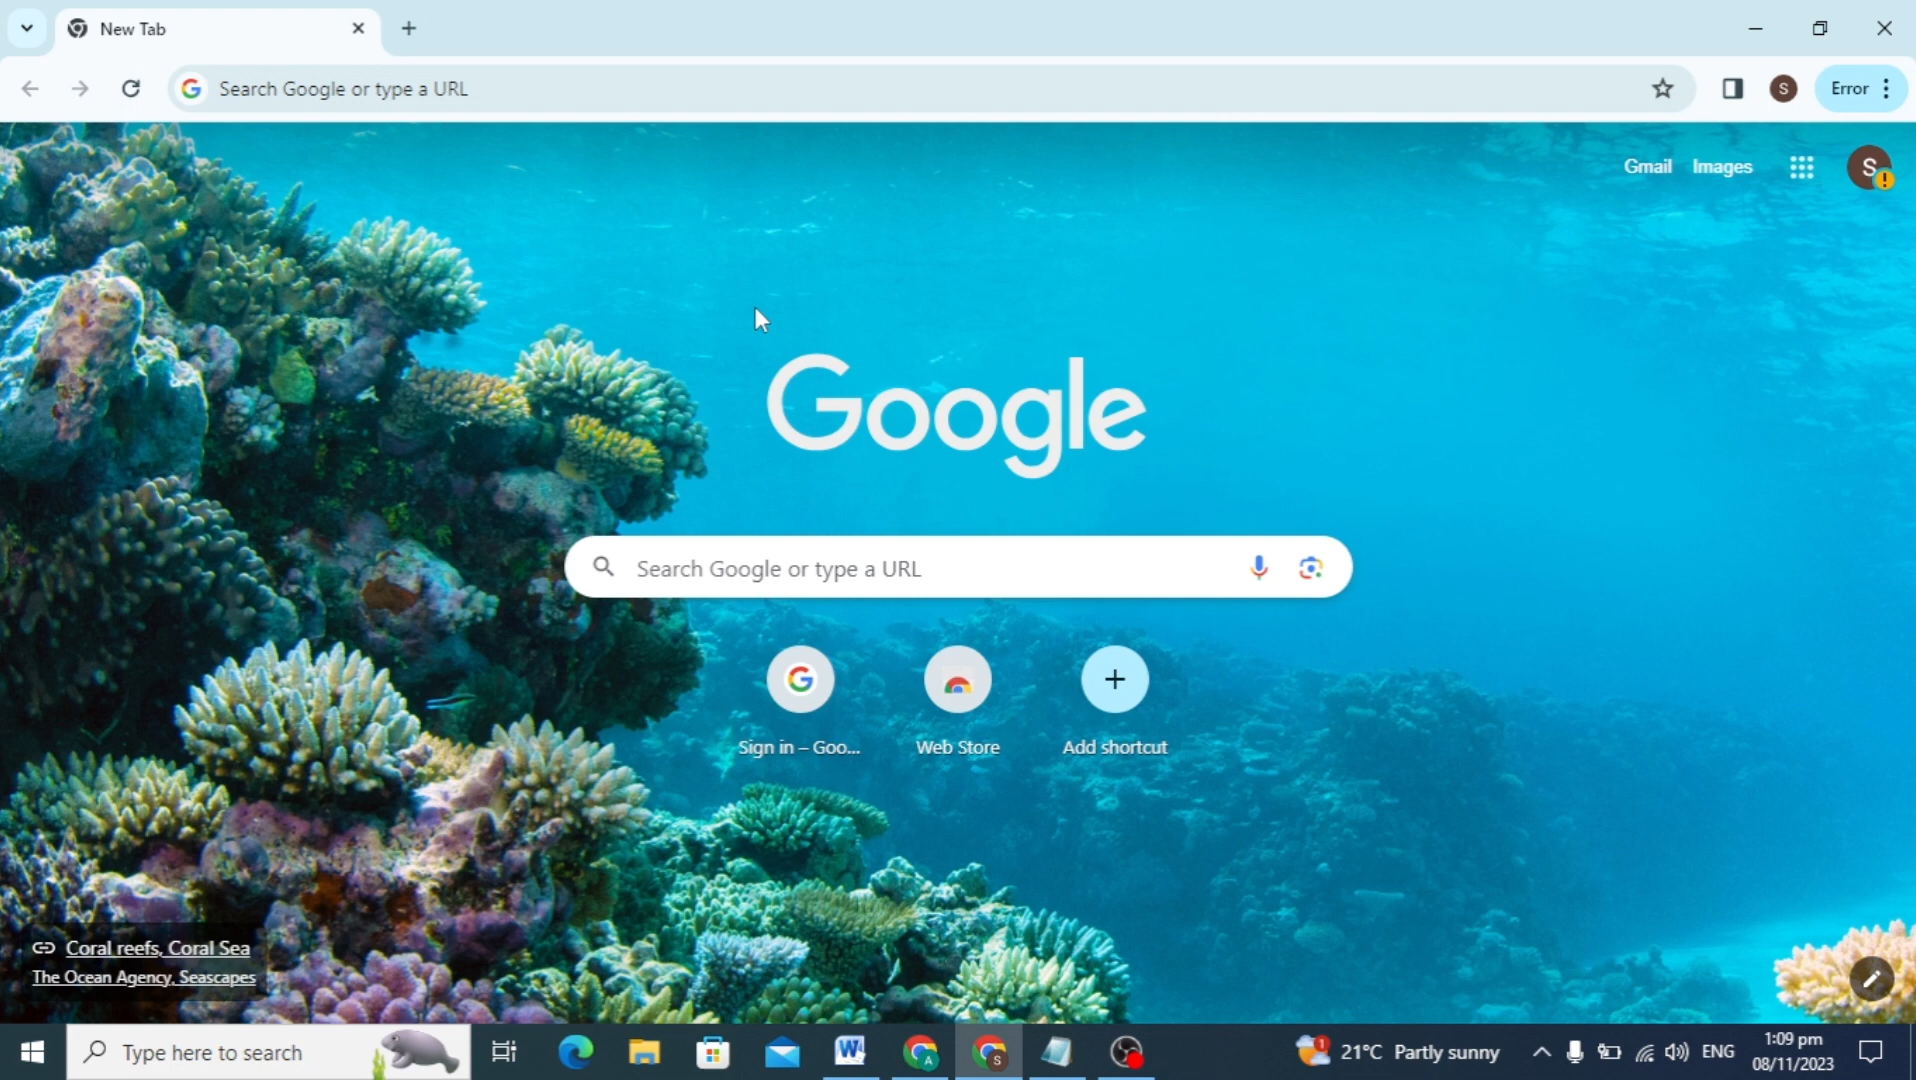 New Tab
Search Google or type a URL
S
Error
Gmail Images
S
Google
Search Google or type a URL
Sign in – Goo...
Web Store
Add shortcut
Coral reefs, Coral Sea
The Ocean Agency, Seascapes
Type here to search
W
A
S
1
21°C Partly sunny
ENG
1:09 pm
08/11/2023